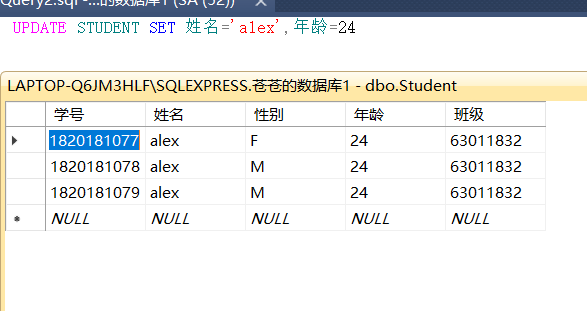 Query2.sql -...的数据库1 (SA (52))
UPDATE STUDENT SET 姓名='alex',年龄=24
LAPTOP-Q6JM3HLF\SQLEXPRESS.苍苍的数据库1 - dbo.Student
学号 姓名 性别 年龄 班级
1820181077 alex F 24 63011832
1820181078 alex M 24 63011832
1820181079 alex M 24 63011832
NULL NULL NULL NULL NULL